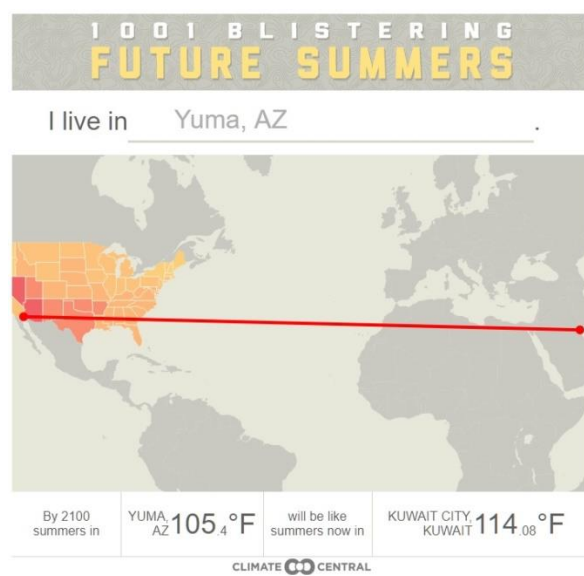 1001 BLISTERING
FUTURE SUMMERS
I live in Yuma, AZ .
By 2100
summers in
YUMA,
AZ 105.4°F
will be like
summers now in
KUWAIT CITY,
KUWAIT 114.08°F
CLIMATE CENTRAL